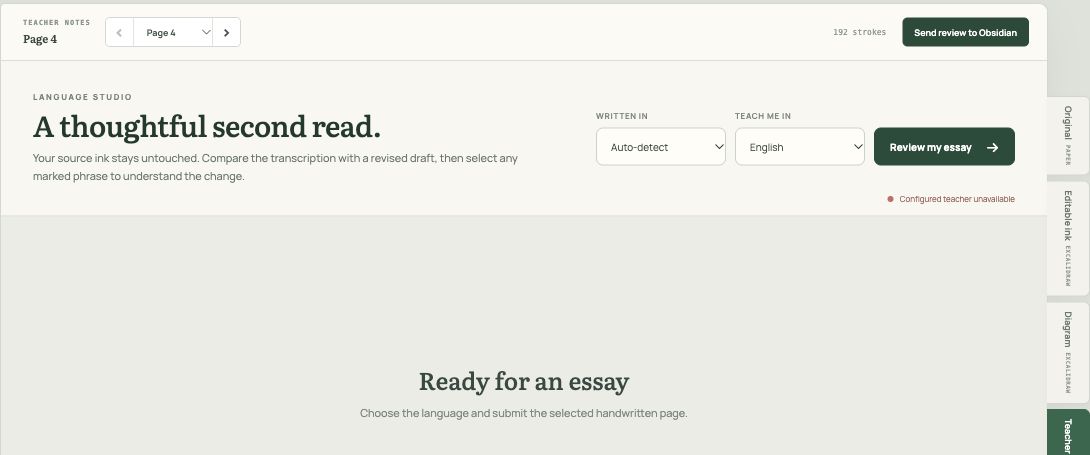 TEACHER NOTES
Page 4
Page 4
192 strokes
Send review to Obsidian
LANGUAGE STUDIO
A thoughtful second read.
Your source ink stays untouched. Compare the transcription with a revised draft, then select any
marked phrase to understand the change.
WRITTEN IN
Auto-detect
TEACH ME IN
English
Review my essay →
Configured teacher unavailable
Ready for an essay
Choose the language and submit the selected handwritten page.
Original PAPER
Editable ink EXCALIDRAW
Diagram EXCALIDRAW
Teacher